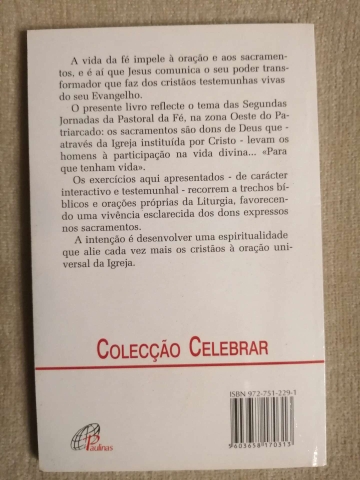 A vida da fé impele à oração e aos sacramen-
tos, e é aí que Jesus comunica o seu poder trans-
formador que faz dos cristãos testemunhas vivas
do seu Evangelho.
O presente livro reflecte o tema das Segundas
Jornadas da Pastoral da Fé, na zona Oeste do Pa-
triarcado: os sacramentos são dons de Deus que -
através da Igreja instituída por Cristo - levam os
homens à participação na vida divina... «Para
que tenham vida».
Os exercícios aqui apresentados - de carácter
interactivo e testemunhal - recorrem a trechos bí-
blicos e orações próprias da Liturgia, favorecen-
do uma vivência esclarecida dos dons expressos
nos sacramentos.
A intenção é desenvolver uma espiritualidade
que alie cada vez mais os cristãos à oração uni-
versal da Igreja.
COLECÇÃO CELEBRAR
ISBN 972-751-229-1
9603658170313
Paulinas